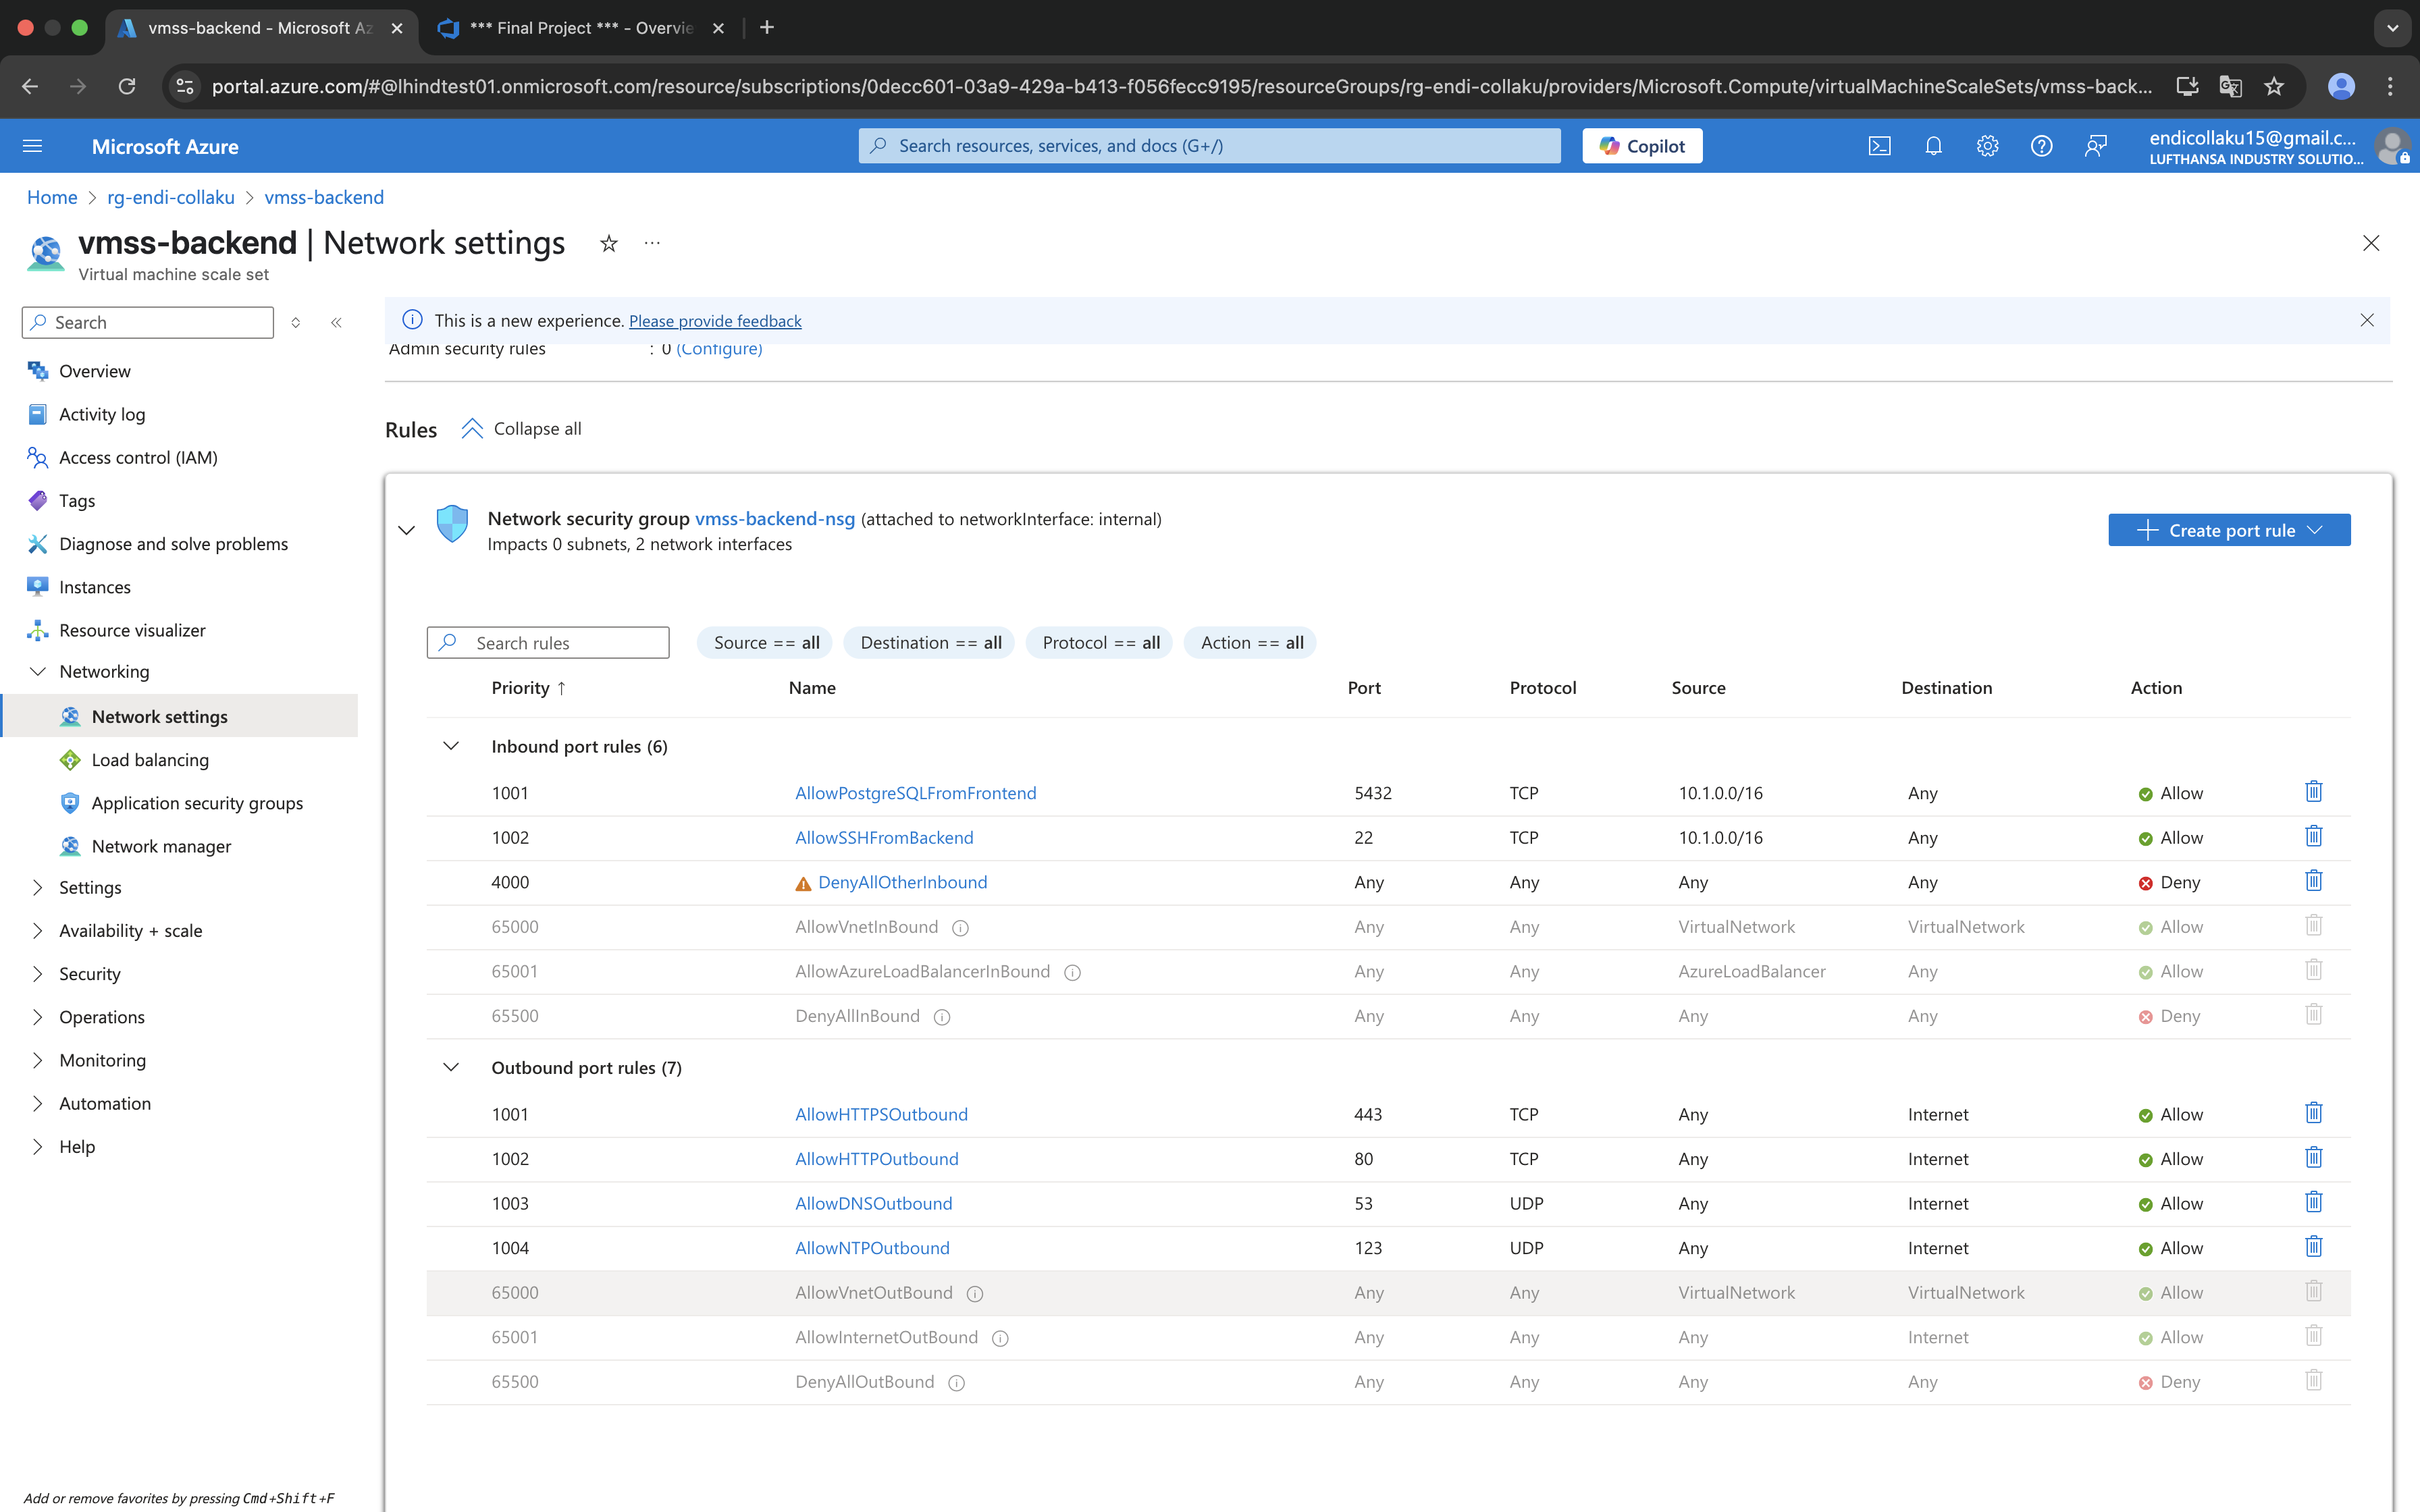 vmss-backend - Microsoft Az
*** Final Project *** - Overvie
portal.azure.com/#@lhindtest01.onmicrosoft.com/resource/subscriptions/0decc601-03a9-429a-b413-f056fecc9195/resourceGroups/rg-endi-collaku/providers/Microsoft.Compute/virtualMachineScaleSets/vmss-back...
Microsoft Azure
Search resources, services, and docs (G+/)
Copilot
endicollaku15@gmail.c...
LUFTHANSA INDUSTRY SOLUTIO...
Home > rg-endi-collaku > vmss-backend
vmss-backend | Network settings
Virtual machine scale set
Search
This is a new experience. Please provide feedback
Admin security rules : 0 (Configure)
Overview
Activity log
Access control (IAM)
Tags
Diagnose and solve problems
Instances
Resource visualizer
Networking
Network settings
Load balancing
Application security groups
Network manager
Settings
Availability + scale
Security
Operations
Monitoring
Automation
Help
Add or remove favorites by pressing Cmd+Shift+F
Rules Collapse all
Network security group vmss-backend-nsg (attached to networkInterface: internal)
Impacts 0 subnets, 2 network interfaces
Create port rule
Search rules
Source == all
Destination == all
Protocol == all
Action == all
Priority ↑ Name Port Protocol Source Destination Action
Inbound port rules (6)
1001 AllowPostgreSQLFromFrontend 5432 TCP 10.1.0.0/16 Any Allow
1002 AllowSSHFromBackend 22 TCP 10.1.0.0/16 Any Allow
4000 DenyAllOtherInbound Any Any Any Any Deny
65000 AllowVnetInBound Any Any VirtualNetwork VirtualNetwork Allow
65001 AllowAzureLoadBalancerInBound Any Any AzureLoadBalancer Any Allow
65500 DenyAllInBound Any Any Any Any Deny
Outbound port rules (7)
1001 AllowHTTPSOutbound 443 TCP Any Internet Allow
1002 AllowHTTPOutbound 80 TCP Any Internet Allow
1003 AllowDNSOutbound 53 UDP Any Internet Allow
1004 AllowNTPOutbound 123 UDP Any Internet Allow
65000 AllowVnetOutBound Any Any VirtualNetwork VirtualNetwork Allow
65001 AllowInternetOutBound Any Any Any Internet Allow
65500 DenyAllOutBound Any Any Any Any Deny